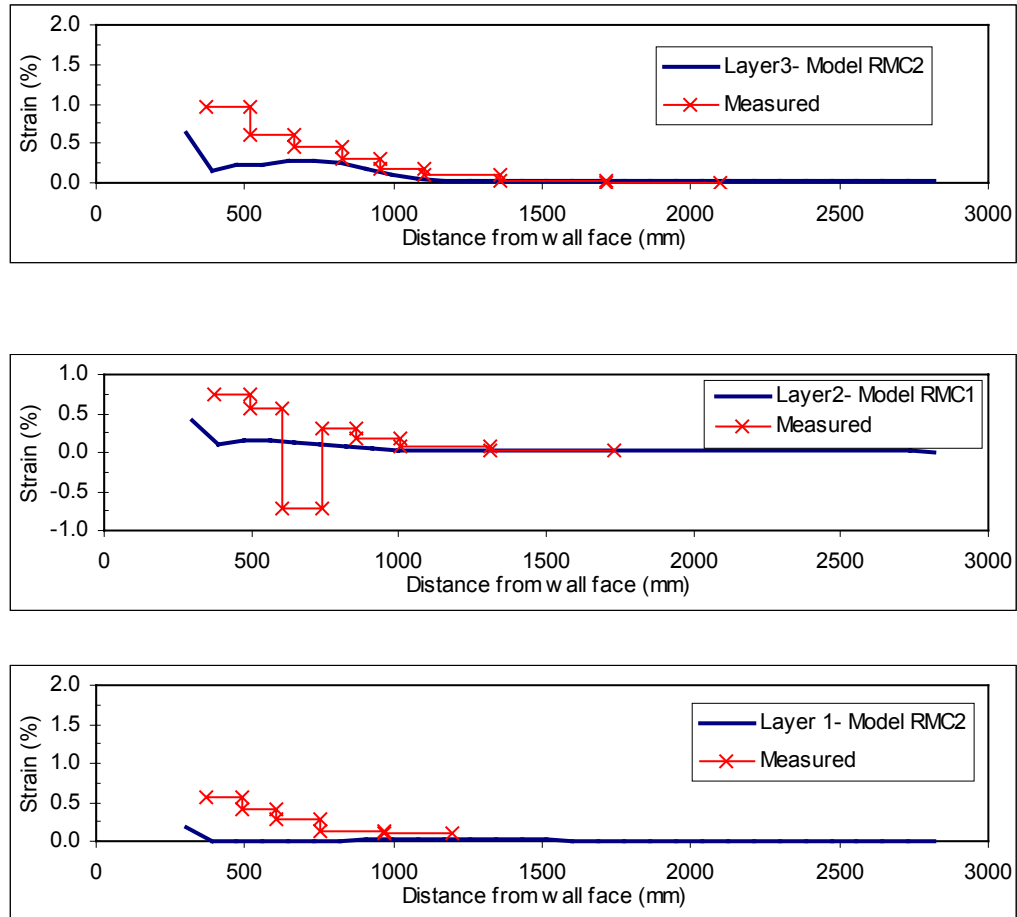 2.0
1.5
1.0
0.5
0.0
Strain (%)
Layer3- Model RMC2
Measured
0 500 1000 1500 2000 2500 3000
Distance from wall face (mm)
1.0
0.5
0.0
-0.5
-1.0
Strain (%)
Layer2- Model RMC1
Measured
0 500 1000 1500 2000 2500 3000
Distance from wall face (mm)
2.0
1.5
1.0
0.5
0.0
Strain (%)
Layer 1- Model RMC2
Measured
0 500 1000 1500 2000 2500 3000
Distance from wall face (mm)